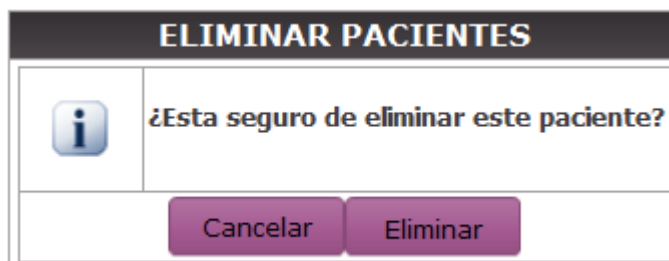 ELIMINAR PACIENTES
¿Esta seguro de eliminar este paciente?
Cancelar Eliminar